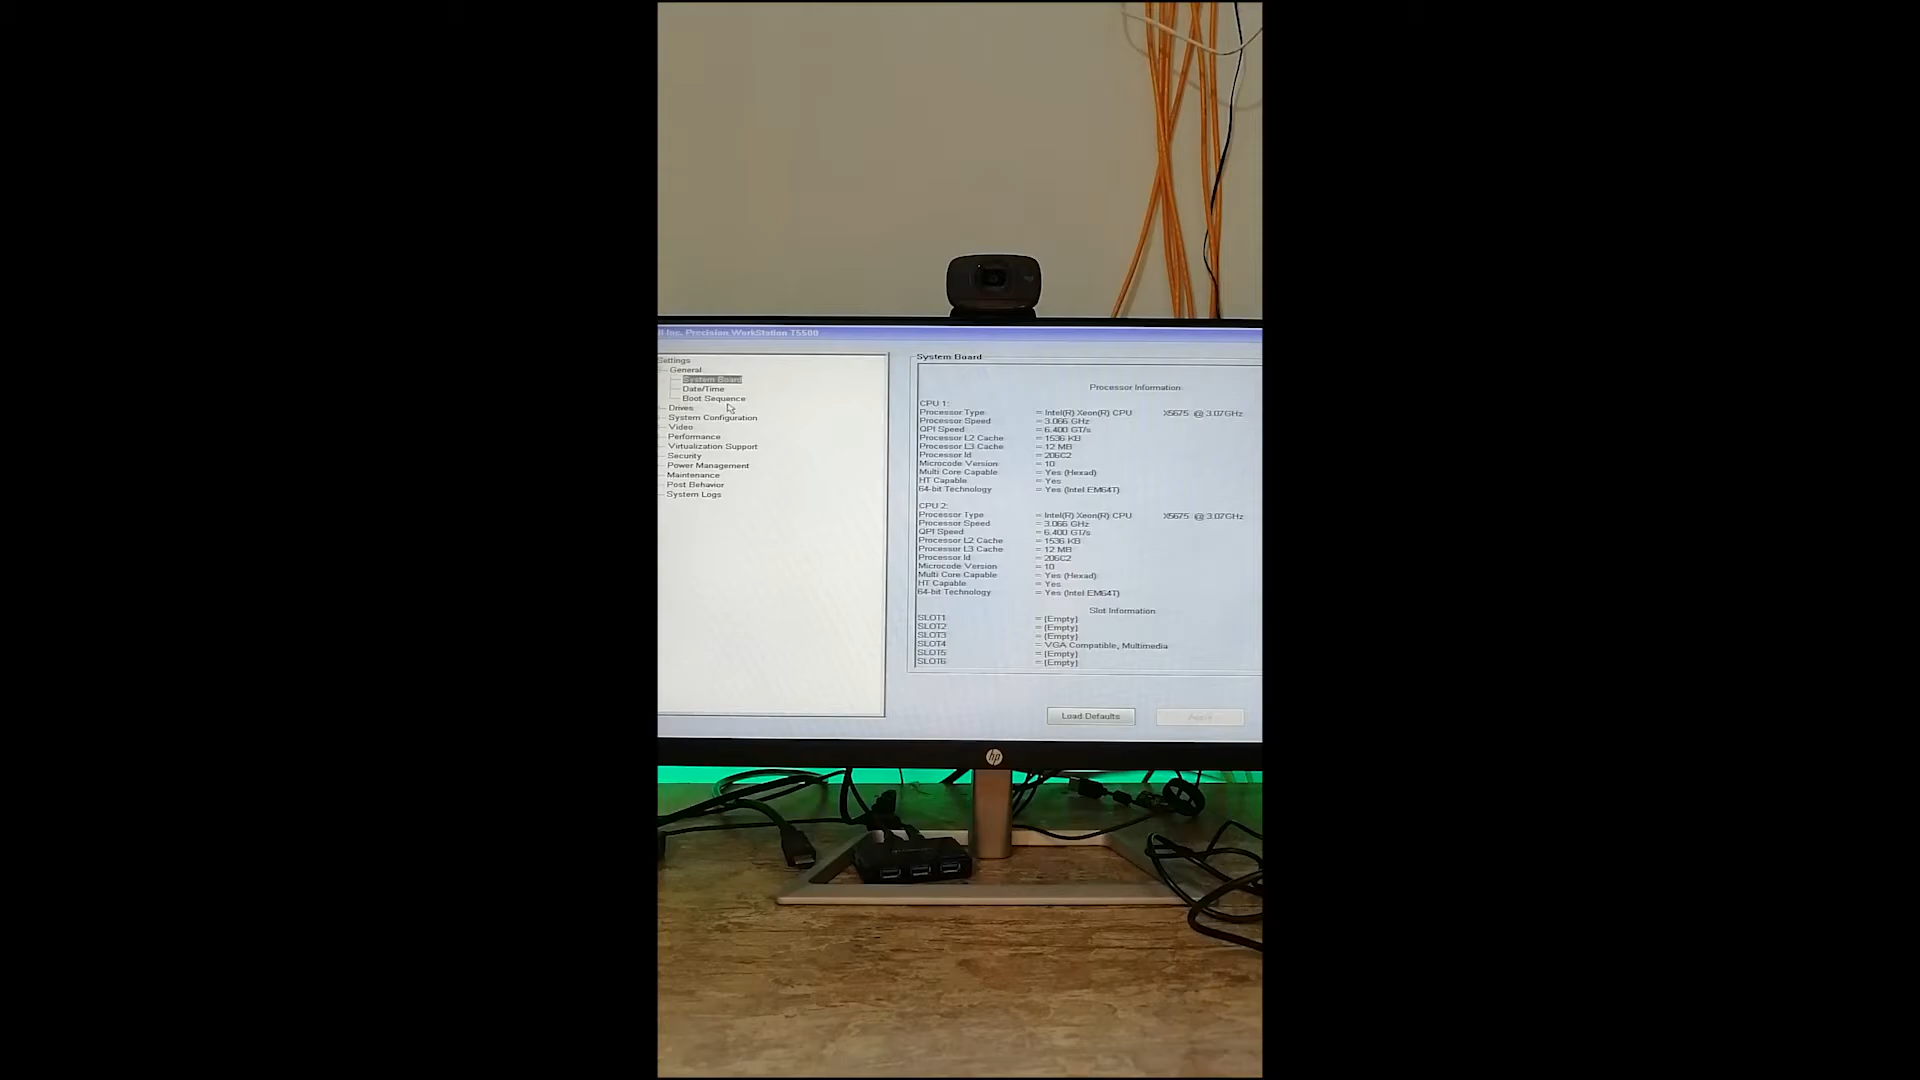 ll Inc. Precision WorkStation T5500
Settings
General
System Board
Date/Time
Boot Sequence
Drives
System Configuration
Video
Performance
Virtualization Support
Security
Power Management
Maintenance
Post Behavior
System Logs
System Board
Processor Information
CPU 1:
Processor Type = Intel(R) Xeon(R) CPU X5675 @ 3.07GHz
Processor Speed = 3.066 GHz
QPI Speed = 6.400 GT/s
Processor L2 Cache = 1536 KB
Processor L3 Cache = 12 MB
Processor Id = 206C2
Microcode Version = 10
Multi Core Capable = Yes (Hexad)
HT Capable = Yes
64-bit Technology = Yes (Intel EM64T)
CPU 2:
Processor Type = Intel(R) Xeon(R) CPU X5675 @ 3.07GHz
Processor Speed = 3.066 GHz
QPI Speed = 6.400 GT/s
Processor L2 Cache = 1536 KB
Processor L3 Cache = 12 MB
Processor Id = 206C2
Microcode Version = 10
Multi Core Capable = Yes (Hexad)
HT Capable = Yes
64-bit Technology = Yes (Intel EM64T)
Slot Information
SLOT1 = {Empty}
SLOT2 = {Empty}
SLOT3 = {Empty}
SLOT4 = VGA Compatible, Multimedia
SLOT5 = {Empty}
SLOT6 = {Empty}
Load Defaults
Apply
hp